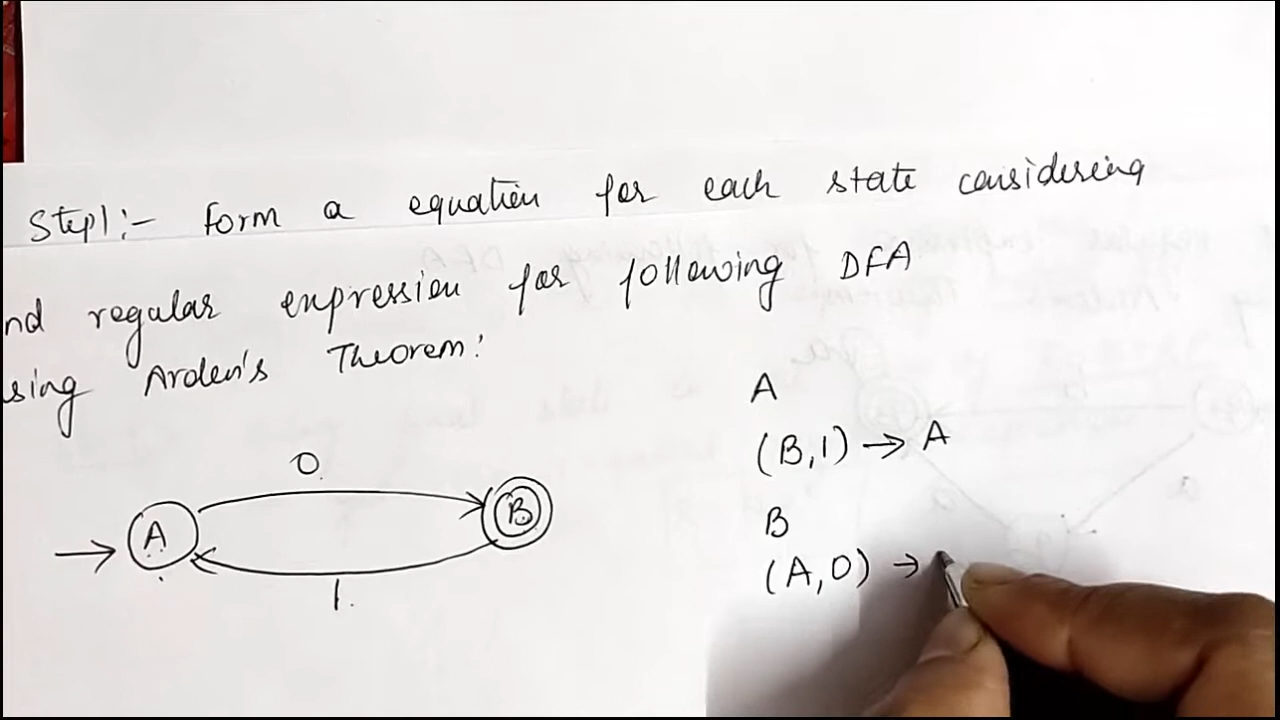 Step1:- Form a equation for each state considering
nd regular expression for following DFA
sing Arden's Theorem:
A
(B,1) → A
B
(A,0) →
0
A
B
1